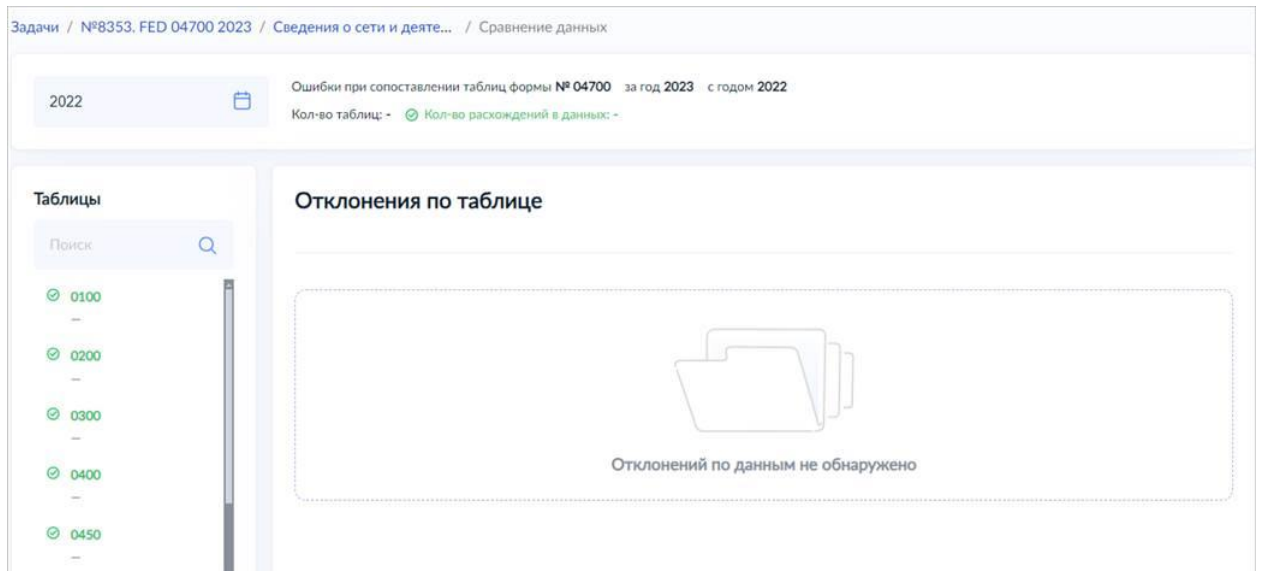 Задачи / №8353. FED 04700 2023 / Сведения о сети и деяте... / Сравнение данных
2022
Ошибки при сопоставлении таблиц формы № 04700 за год 2023 с годом 2022
Кол-во таблиц: - Кол-во расхождений в данных: -
Таблицы
Поиск
0100
—
0200
—
0300
—
0400
—
0450
—
Отклонения по таблице
Отклонений по данным не обнаружено